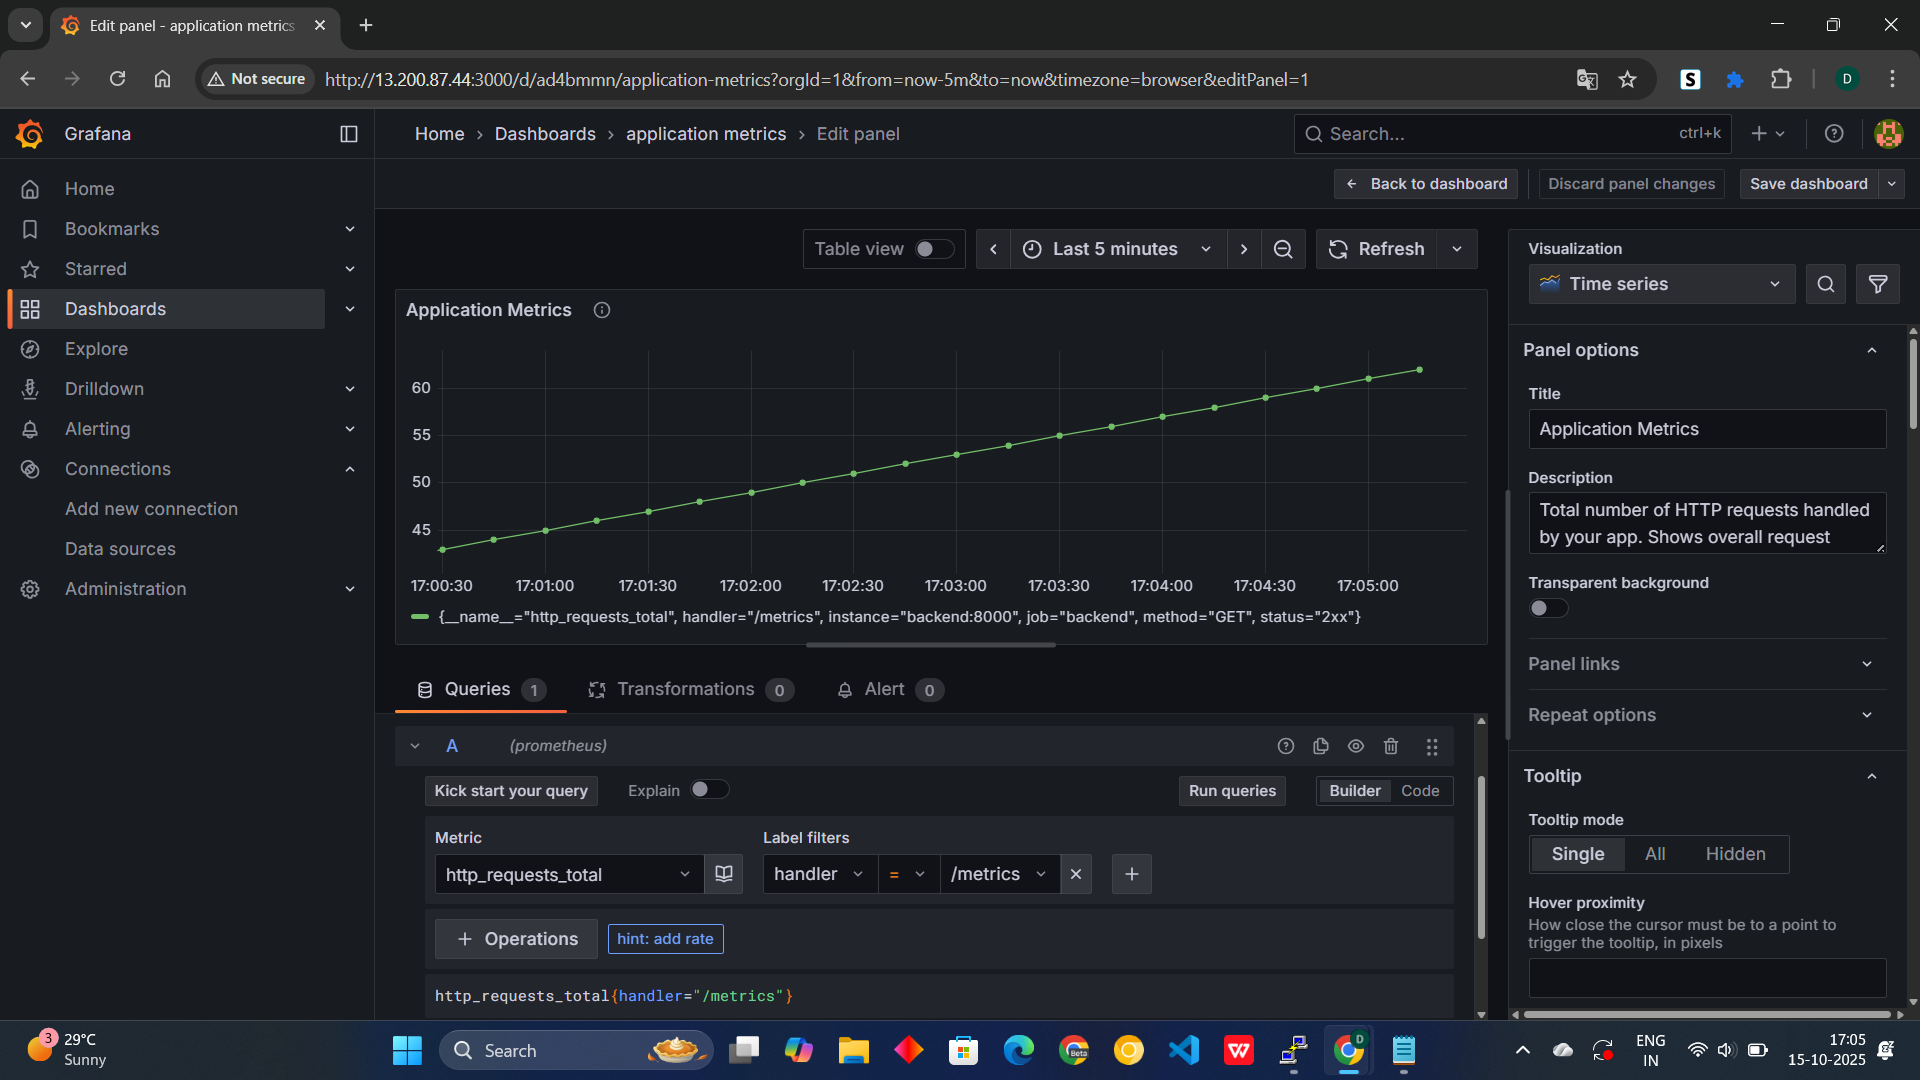 Edit panel - application metrics
Not secure
http://13.200.87.44:3000/d/ad4bmmn/application-metrics?orgId=1&from=now-5m&to=now&timezone=browser&editPanel=1
S
D
Grafana
Home › Dashboards › application metrics › Edit panel
Search...
ctrl+k
Home
Bookmarks
Starred
Dashboards
Explore
Drilldown
Alerting
Connections
Add new connection
Data sources
Administration
Back to dashboard
Discard panel changes
Save dashboard
Table view
Last 5 minutes
Refresh
Application Metrics
60
55
50
45
17:00:30 17:01:00 17:01:30 17:02:00 17:02:30 17:03:00 17:03:30 17:04:00 17:04:30 17:05:00
{__name__="http_requests_total", handler="/metrics", instance="backend:8000", job="backend", method="GET", status="2xx"}
Queries 1
Transformations 0
Alert 0
A (prometheus)
Kick start your query
Explain
Run queries
Builder
Code
Metric
Label filters
http_requests_total
handler
=
/metrics
+ Operations
hint: add rate
http_requests_total{handler="/metrics"}
Visualization
Time series
Panel options
Title
Application Metrics
Description
Total number of HTTP requests handled
by your app. Shows overall request
Transparent background
Panel links
Repeat options
Tooltip
Tooltip mode
Single
All
Hidden
Hover proximity
How close the cursor must be to a point to
trigger the tooltip, in pixels
3
29°C
Sunny
Search
Beta
W
D
ENG
IN
17:05
15-10-2025